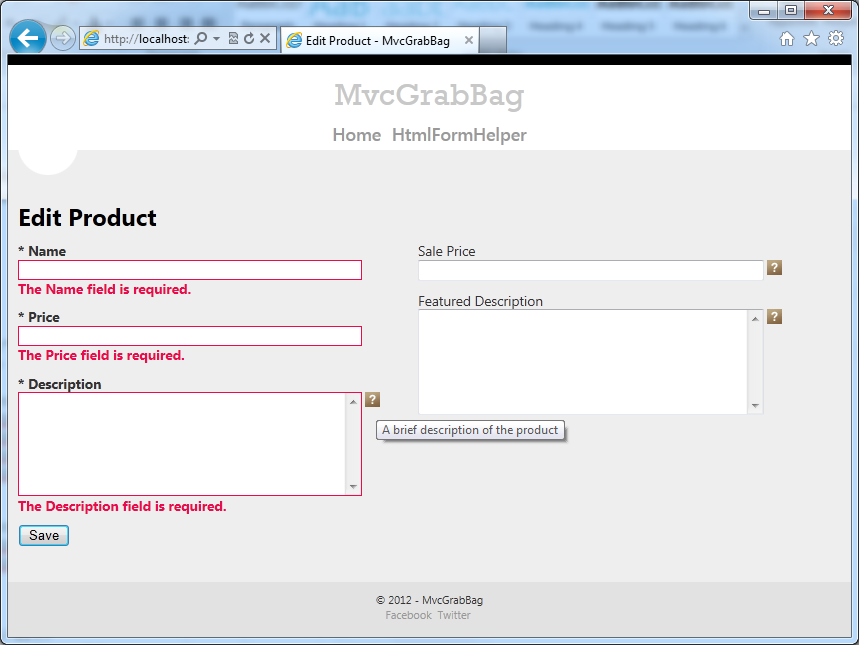 http://localhost:
Edit Product - MvcGrabBag
MvcGrabBag
Home HtmlFormHelper
Edit Product
* Name
The Name field is required.
* Price
The Price field is required.
* Description
?
The Description field is required.
Save
Sale Price
?
Featured Description
?
A brief description of the product
© 2012 - MvcGrabBag
Facebook Twitter